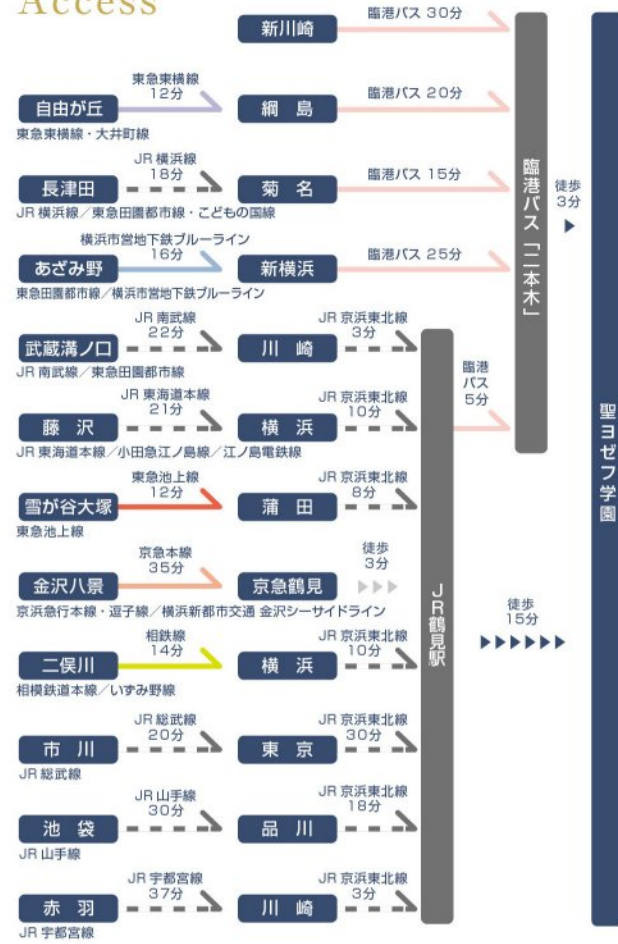 Access
新川崎
臨港バス 30分
自由が丘
東急東横線
12分
綱 島
臨港バス 20分
東急東横線・大井町線
長津田
JR 横浜線
18分
菊 名
臨港バス 15分
JR 横浜線／東急田園都市線・こどもの国線
あざみ野
横浜市営地下鉄ブルーライン
16分
新横浜
臨港バス 25分
東急田園都市線／横浜市営地下鉄ブルーライン
武蔵溝ノ口
JR 南武線
22分
川 崎
JR 京浜東北線
3分
JR 南武線／東急田園都市線
藤 沢
JR 東海道本線
21分
横 浜
JR 京浜東北線
10分
JR 東海道本線／小田急江ノ島線／江ノ島電鉄線
雪が谷大塚
東急池上線
12分
蒲 田
JR 京浜東北線
8分
東急池上線
金沢八景
京急本線
35分
京急鶴見
徒歩
3分
京浜急行本線・逗子線／横浜新都市交通 金沢シーサイドライン
二俣川
相鉄線
14分
横 浜
JR 京浜東北線
10分
相模鉄道本線／いずみ野線
市 川
JR 総武線
20分
東 京
JR 京浜東北線
30分
JR 総武線
池 袋
JR 山手線
30分
品 川
JR 京浜東北線
18分
JR 山手線
赤 羽
JR 宇都宮線
37分
川 崎
JR 京浜東北線
3分
JR 宇都宮線
JR鶴見駅
臨港
バス
5分
臨港バス「二本木」
徒歩
3分
徒歩
15分
聖ヨゼフ学園